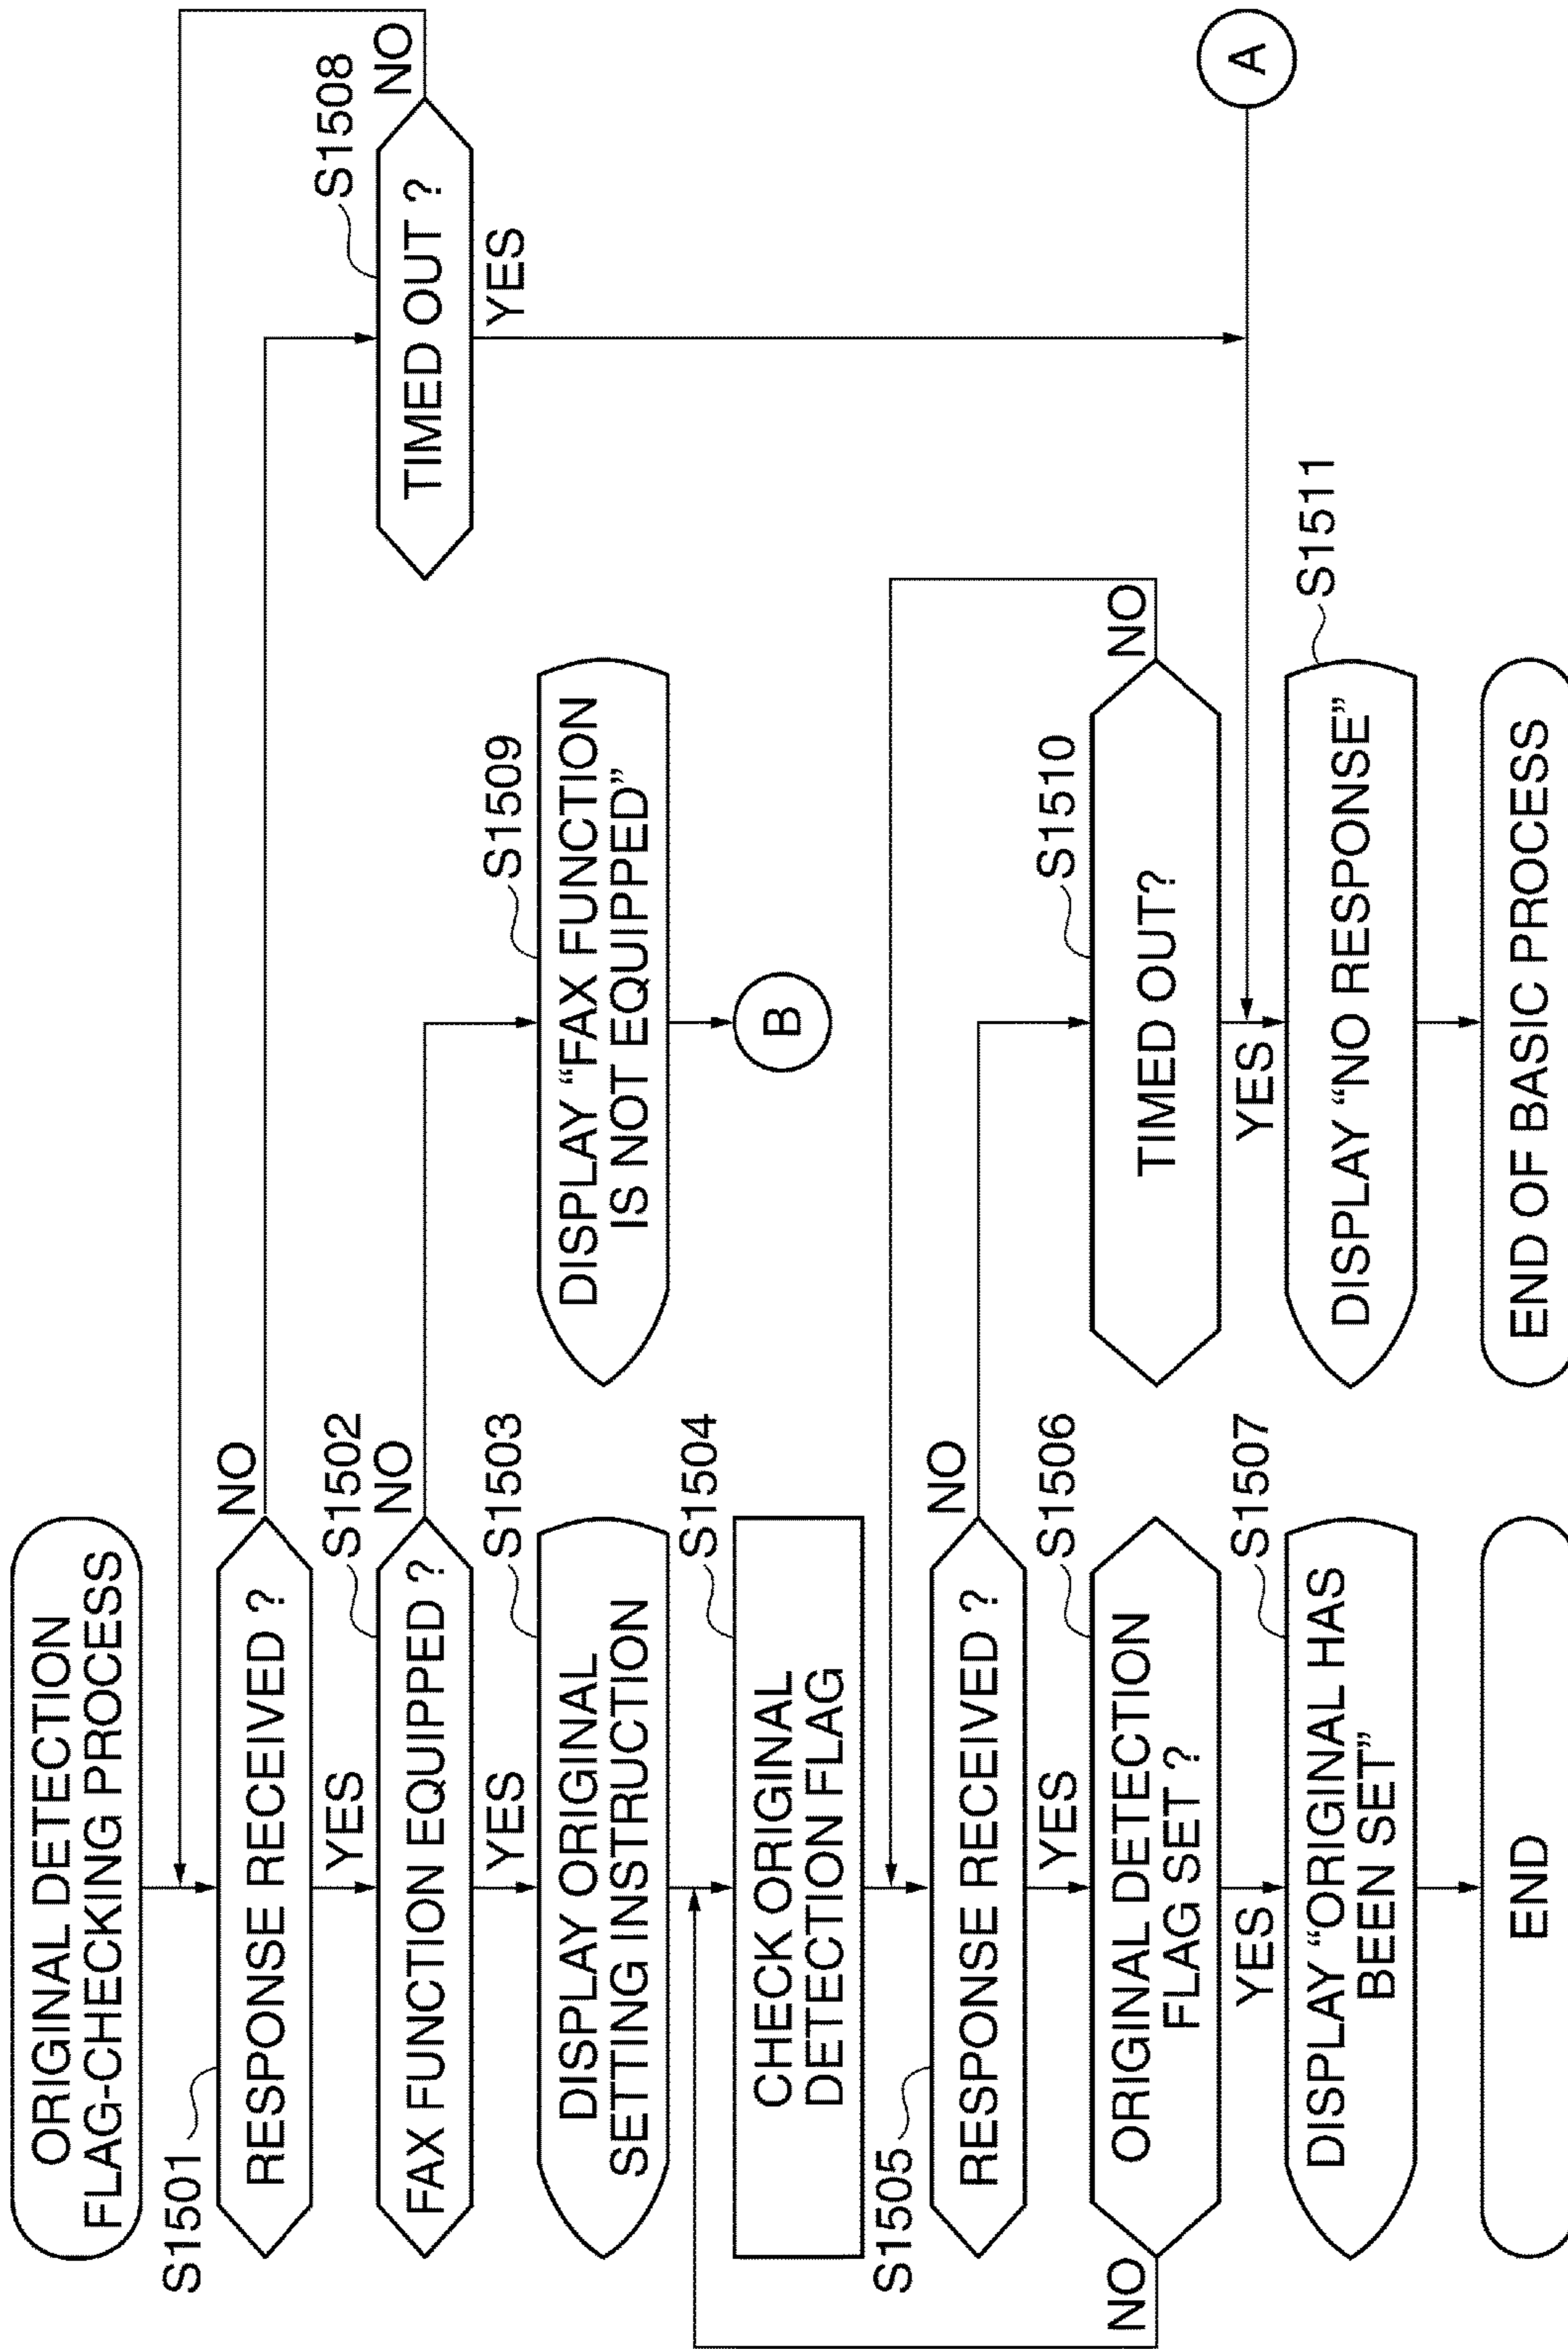 ORIGINAL DETECTION
FLAG-CHECKING PROCESS
S1501
RESPONSE RECEIVED ?
NO
YES
S1502
FAX FUNCTION EQUIPPED ?
NO
YES
S1503
DISPLAY ORIGINAL
SETTING INSTRUCTION
S1504
CHECK ORIGINAL
DETECTION FLAG
S1505
RESPONSE RECEIVED ?
NO
YES
S1506
ORIGINAL DETECTION
FLAG SET ?
NO
YES
S1507
DISPLAY “ORIGINAL HAS
BEEN SET”
END
S1508
TIMED OUT ?
NO
YES
S1509
DISPLAY “FAX FUNCTION
IS NOT EQUIPPED”
B
S1510
TIMED OUT?
NO
YES
A
S1511
DISPLAY “NO RESPONSE”
END OF BASIC PROCESS